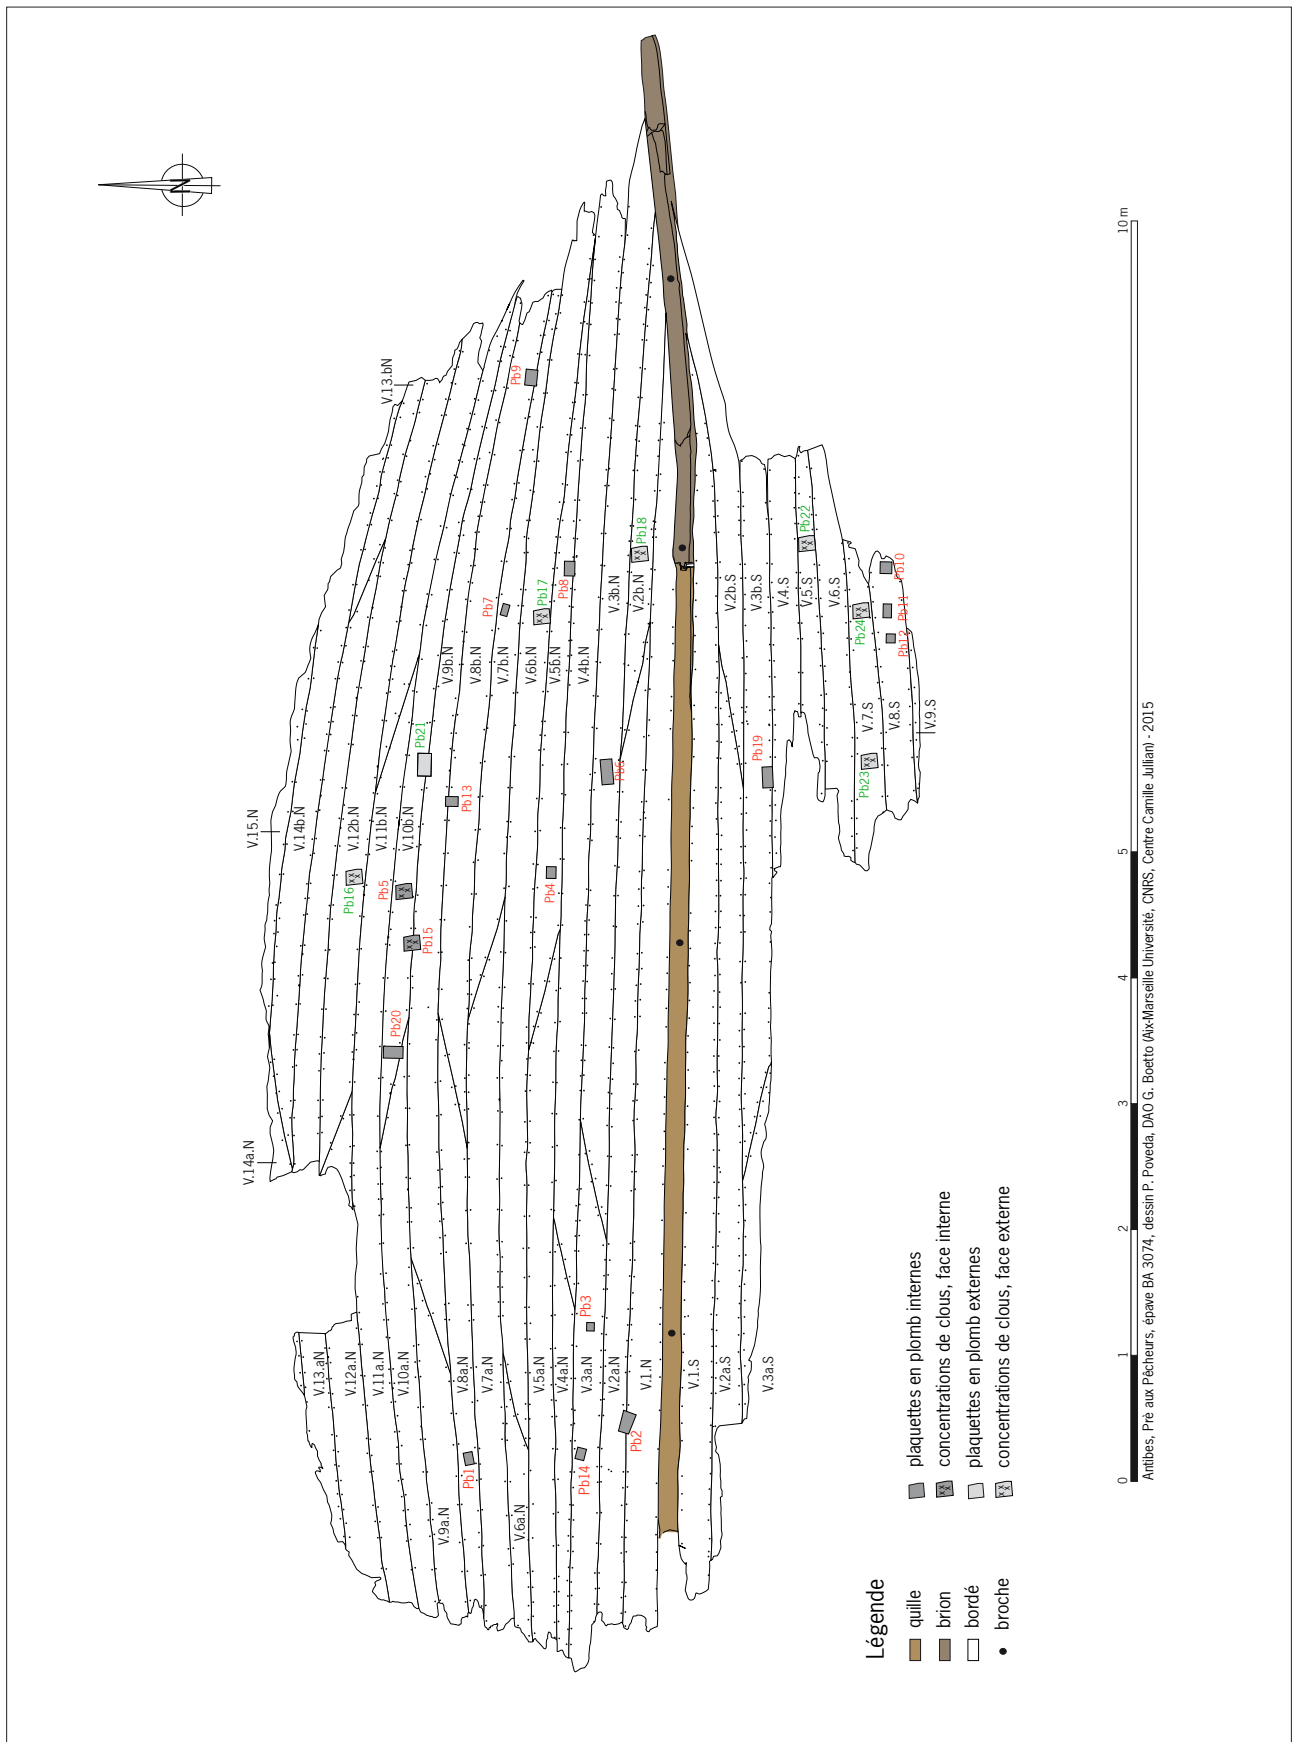 N
V.13.bN
V.15.N
V.14b.N
V.12b.N
V.11b.N
V.10b.N
V.9b.N
V.8b.N
V.7b.N
V.6b.N
V.5b.N
V.4b.N
V.3b.N
V.2b.N
V.2b.S
V.3b.S
V.4.S
V.5.S
V.6.S
V.7.S
V.8.S
V.9.S
V.14a.N
V.13.aN
V.12a.N
V.11a.N
V.10a.N
V.9a.N
V.8a.N
V.7a.N
V.6a.N
V.5a.N
V.4a.N
V.3a.N
V.2a.N
V.1.N
V.1.S
V.2a.S
V.3a.S
Pb9
Pb7
Pb17
Pb8
Pb18
Pb22
Pb10
Pb11
Pb12
Pb24
Pb23
Pb21
Pb13
Pb6
Pb19
Pb16
Pb5
Pb15
Pb4
Pb20
Pb3
Pb1
Pb14
Pb2
Légende
quille
brion
bordé
broche
plaquettes en plomb internes
concentrations de clous, face interne
plaquettes en plomb externes
concentrations de clous, face externe
0 1 2 3 4 5 10 m
Antibes, Prè aux Pêcheurs, épave BA 3074, dessin P. Poveda, DAO G. Boetto (Aix-Marseille Université, CNRS, Centre Camille Jullian) - 2015